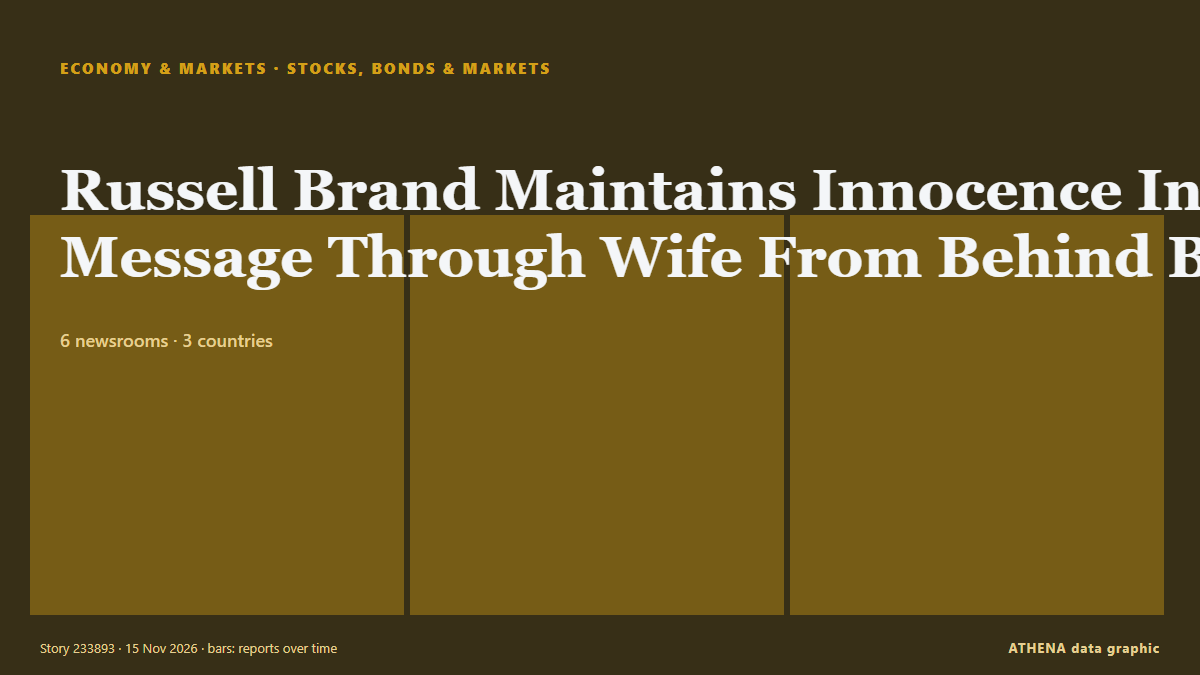 ECONOMY & MARKETS · STOCKS, BONDS & MARKETS
Russell Brand Maintains Innocence In
Message Through Wife From Behind B
6 newsrooms · 3 countries
Story 233893 · 15 Nov 2026 · bars: reports over time
ATHENA data graphic